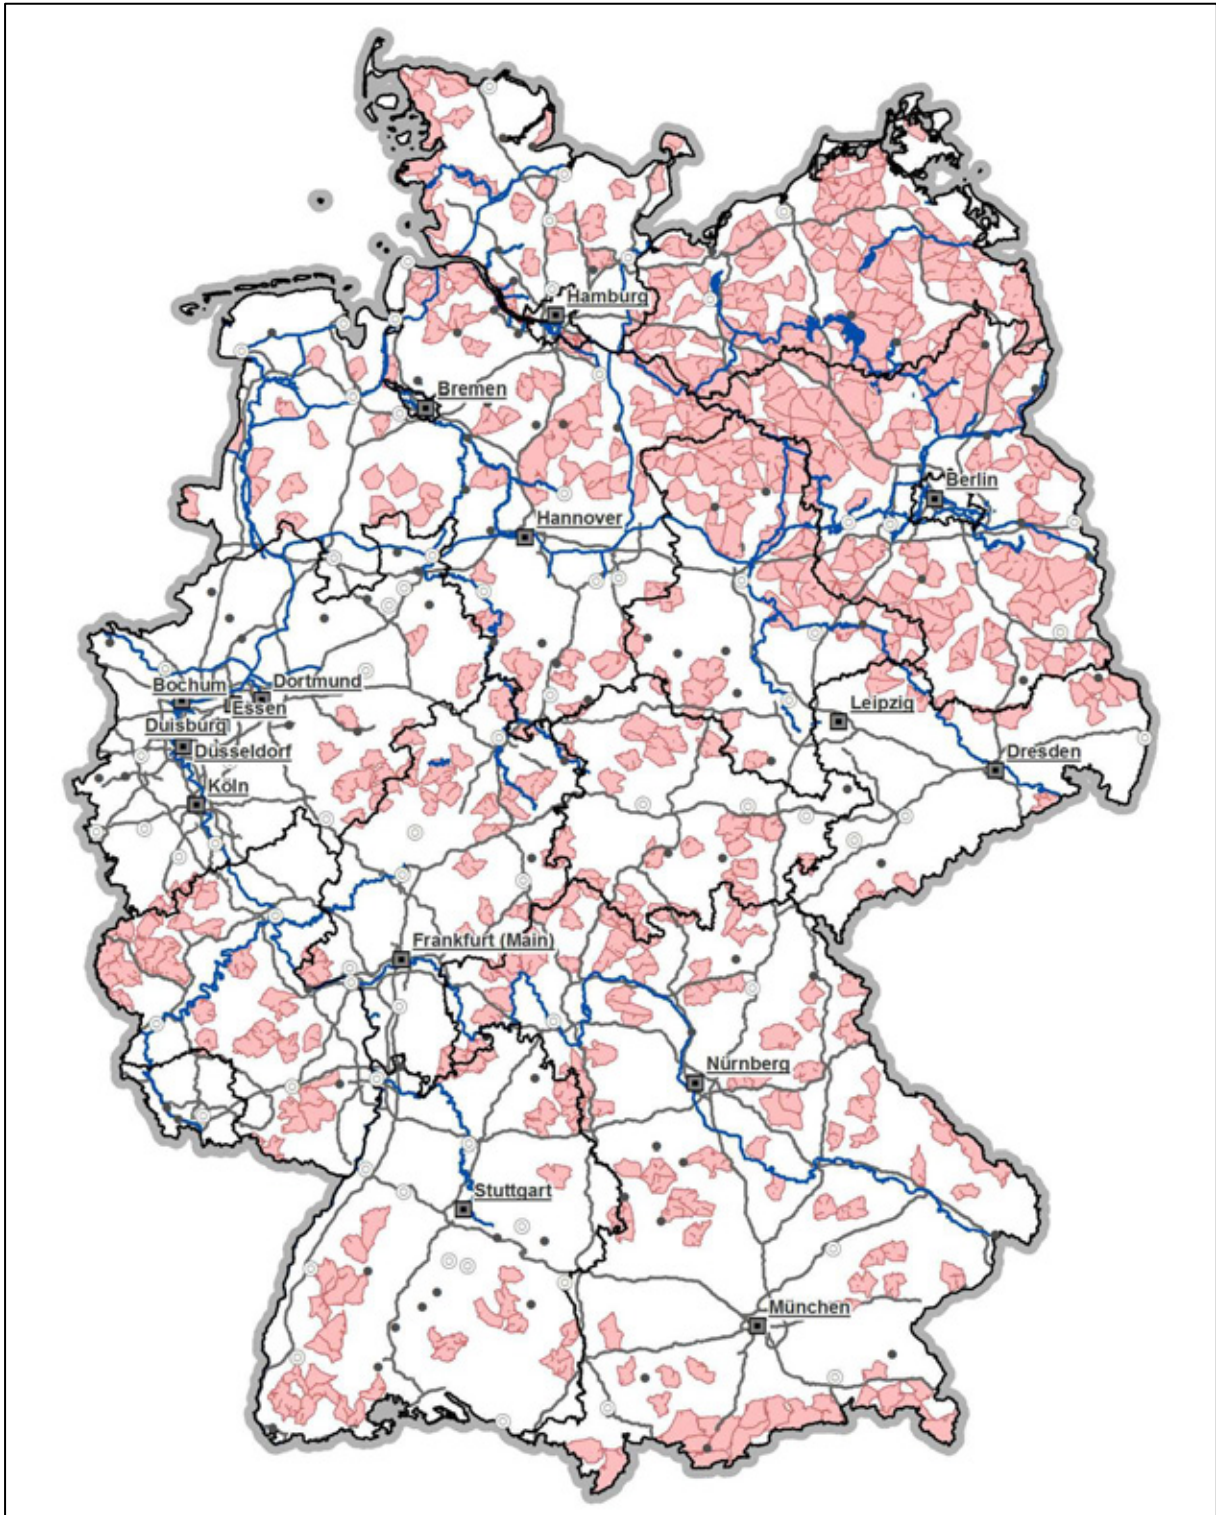 Hamburg
Bremen
Berlin
Hannover
Dortmund
Bochum
Essen
Duisburg
Düsseldorf
Leipzig
Dresden
Köln
Frankfurt (Main)
Nürnberg
Stuttgart
München